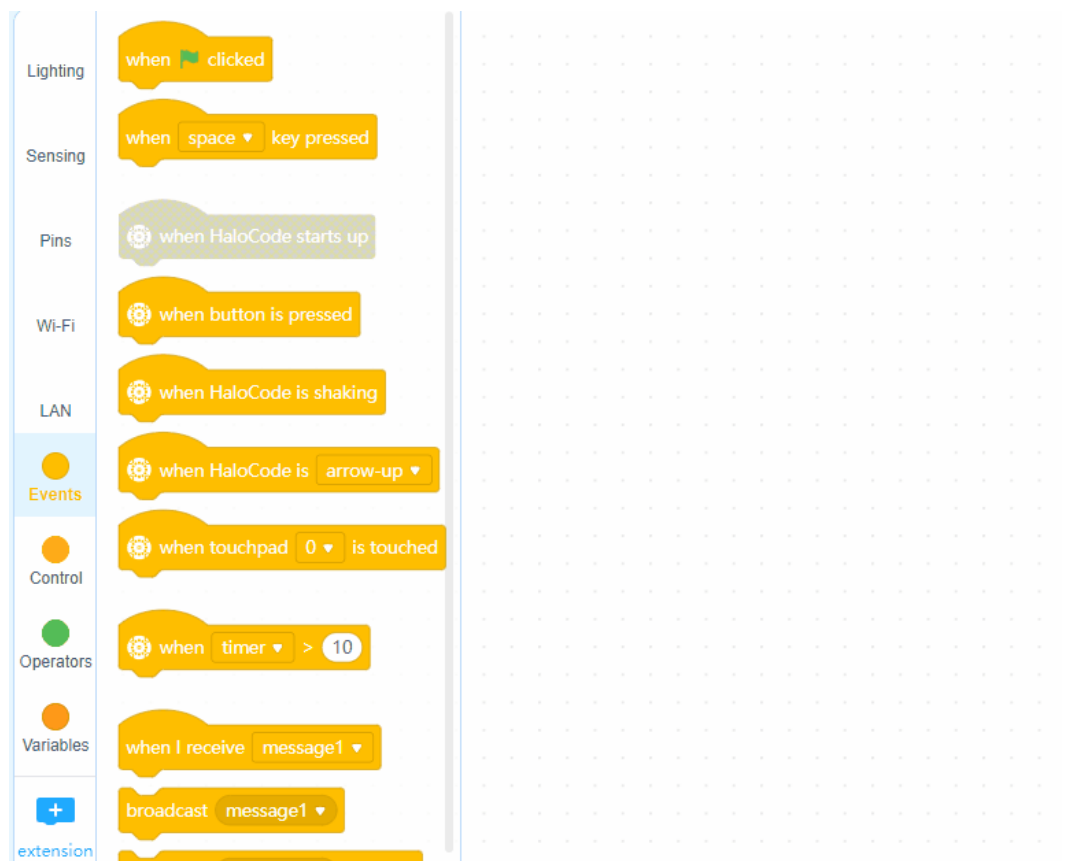 Lighting
Sensing
Pins
Wi-Fi
LAN
Events
Control
Operators
Variables
+
extension
when clicked
when space key pressed
when HaloCode starts up
when button is pressed
when HaloCode is shaking
when HaloCode is arrow-up
when touchpad 0 is touched
when timer > 10
when I receive message1
broadcast message1